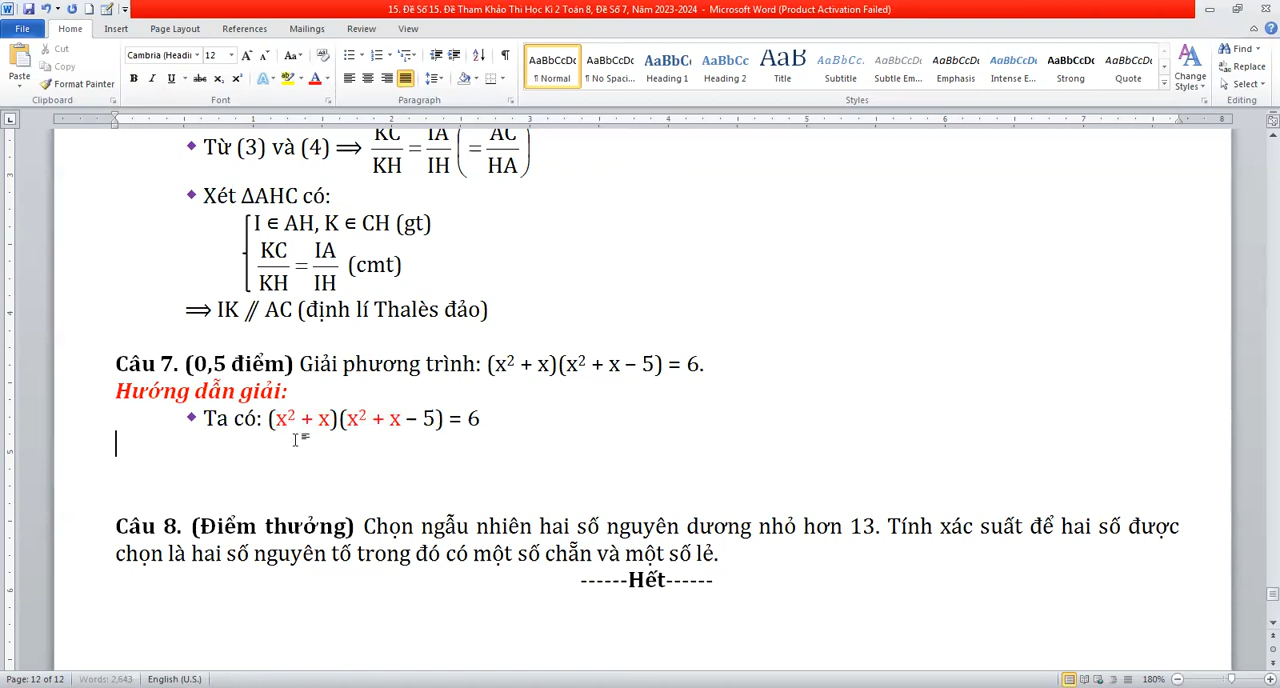 15. Đề Số 15. Đề Tham Khảo Thi Học Kì 2 Toán 8, Đề Số 7, Năm 2023-2024 - Microsoft Word (Product Activation Failed)
File Home Insert Page Layout References Mailings Review View
Paste Cut Copy Format Painter Clipboard
Cambria (Headi 12 Font
Paragraph
AaBbCcDc ¶ Normal
AaBbCcDc ¶ No Spaci...
AaBbC Heading 1
AaBbCc Heading 2
AaB Title
AaBbCc. Subtitle
AaBbCcDc Subtle Em...
AaBbCcDc Emphasis
AaBbCcDc Intense E...
AaBbCcDc Strong
AaBbCcDc Quote
Styles
Change Styles
Find Replace Select Editing
Từ (3) và (4) ⟹ KC/KH = IA/IH (= AC/HA)
Xét ΔAHC có:
I ∈ AH, K ∈ CH (gt)
KC/KH = IA/IH (cmt)
⟹ IK ⫽ AC (định lí Thalès đảo)
Câu 7. (0,5 điểm) Giải phương trình: (x² + x)(x² + x − 5) = 6.
Hướng dẫn giải:
Ta có: (x² + x)(x² + x − 5) = 6
Câu 8. (Điểm thưởng) Chọn ngẫu nhiên hai số nguyên dương nhỏ hơn 13. Tính xác suất để hai số được
chọn là hai số nguyên tố trong đó có một số chẵn và một số lẻ.
------Hết------
Page: 12 of 12 Words: 2,643 English (U.S.) 180%